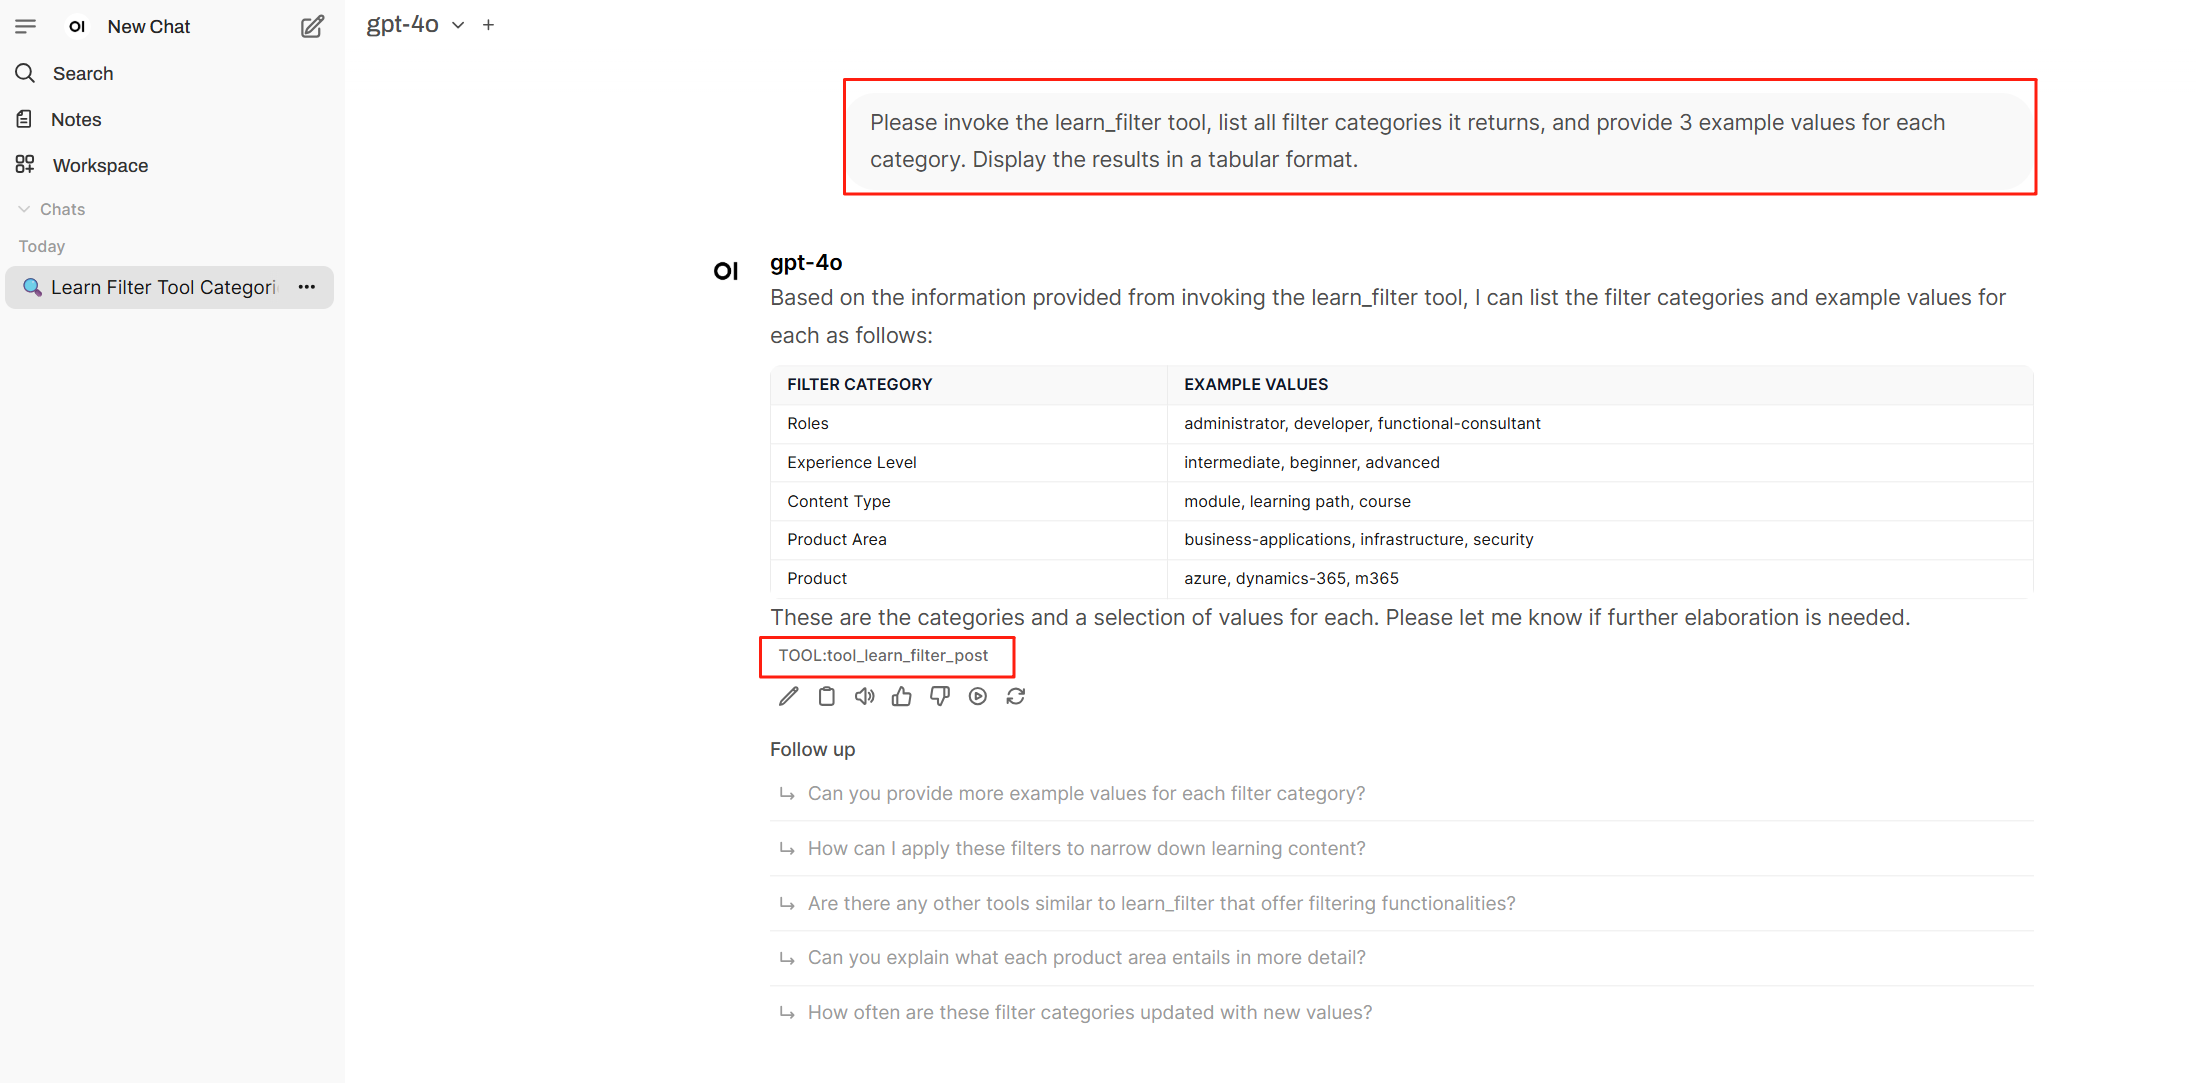 OI New Chat
Search
Notes
Workspace
Chats
Today
Learn Filter Tool Categori
gpt-4o
Please invoke the learn_filter tool, list all filter categories it returns, and provide 3 example values for each
category. Display the results in a tabular format.
OI gpt-4o
Based on the information provided from invoking the learn_filter tool, I can list the filter categories and example values for
each as follows:
FILTER CATEGORY EXAMPLE VALUES
Roles administrator, developer, functional-consultant
Experience Level intermediate, beginner, advanced
Content Type module, learning path, course
Product Area business-applications, infrastructure, security
Product azure, dynamics-365, m365
These are the categories and a selection of values for each. Please let me know if further elaboration is needed.
TOOL:tool_learn_filter_post
Follow up
Can you provide more example values for each filter category?
How can I apply these filters to narrow down learning content?
Are there any other tools similar to learn_filter that offer filtering functionalities?
Can you explain what each product area entails in more detail?
How often are these filter categories updated with new values?